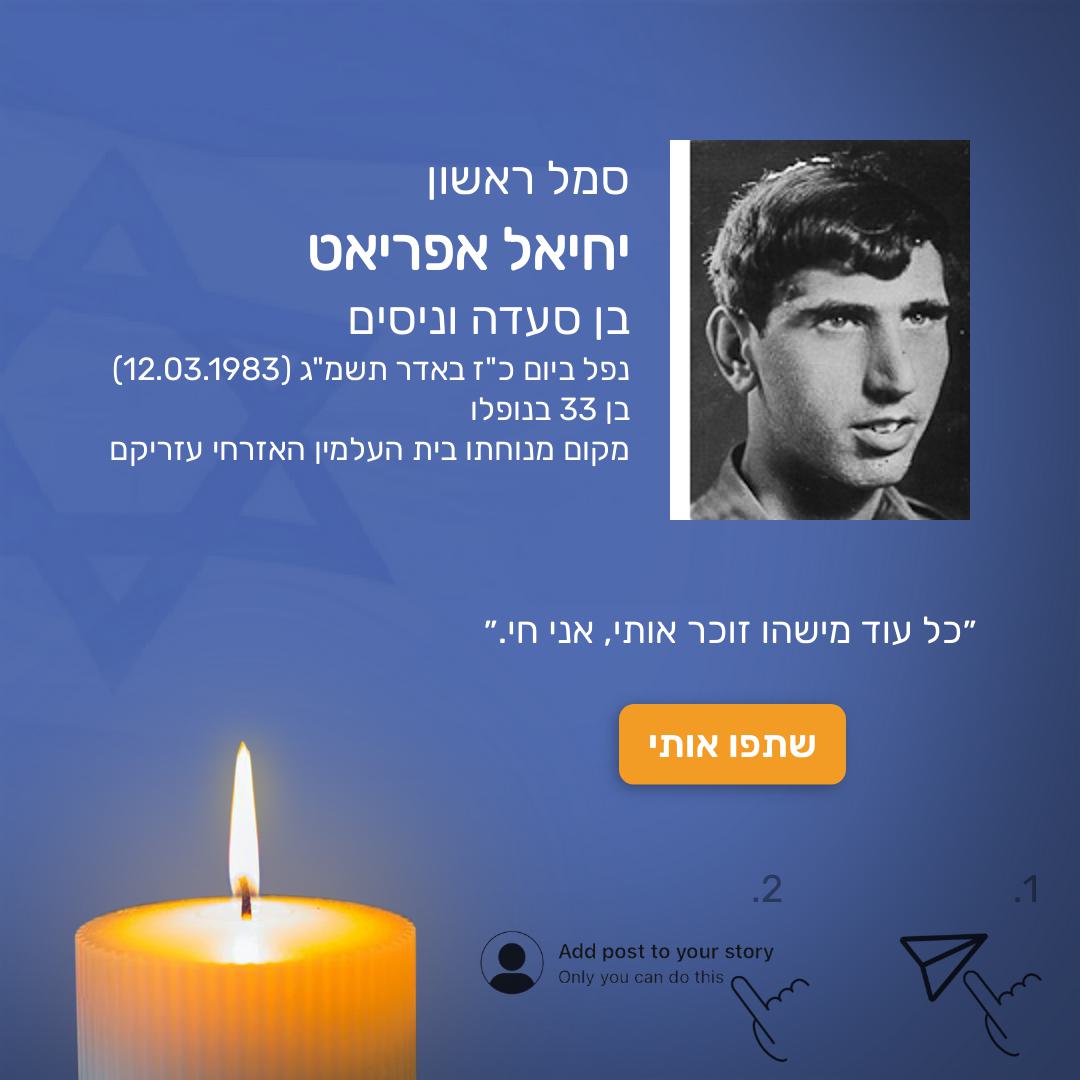 סמל ראשון
יחיאל אפריאט
בן סעדה וניסים
נפל ביום כ"ז באדר תשמ"ג (12.03.1983)
בן 33 בנופלו
מקום מנוחתו בית העלמין האזרחי עזריקם
״כל עוד מישהו זוכר אותי, אני חי.״
שתפו אותי
.1
.2
Add post to your story
Only you can do this